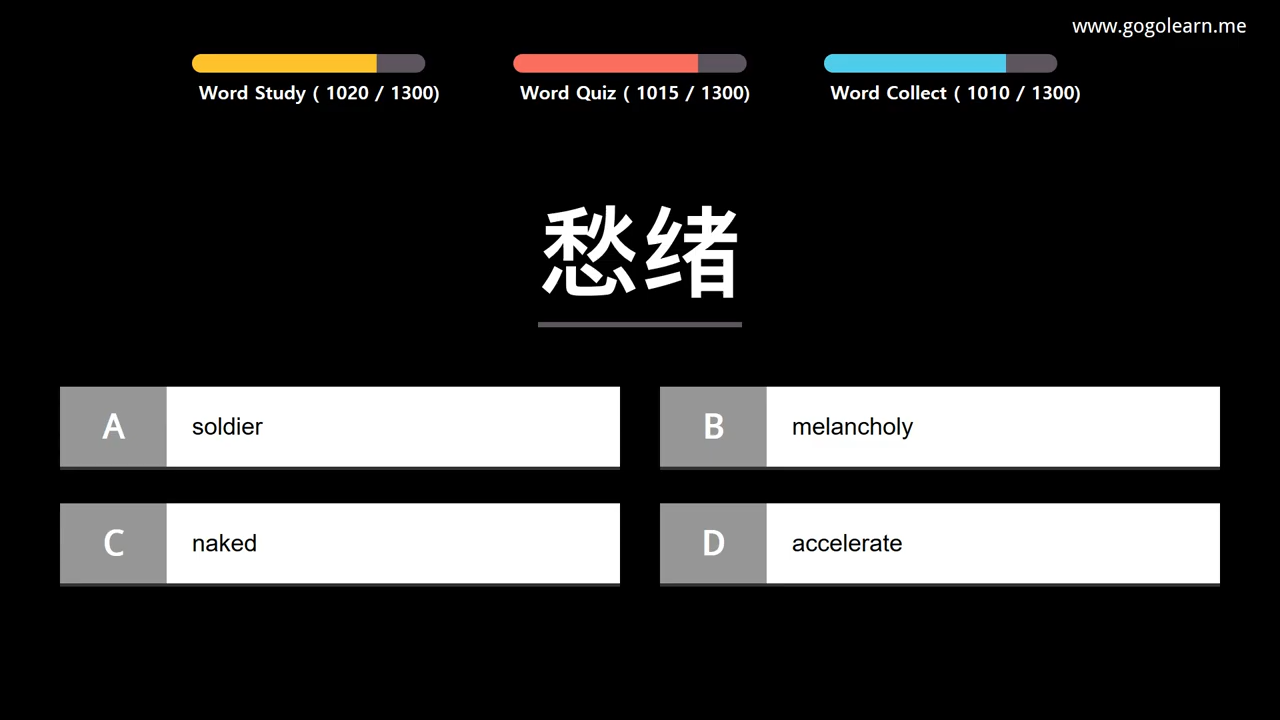 www.gogolearn.me
Word Study ( 1020 / 1300)
Word Quiz ( 1015 / 1300)
Word Collect ( 1010 / 1300)
愁绪
A soldier
B melancholy
C naked
D accelerate